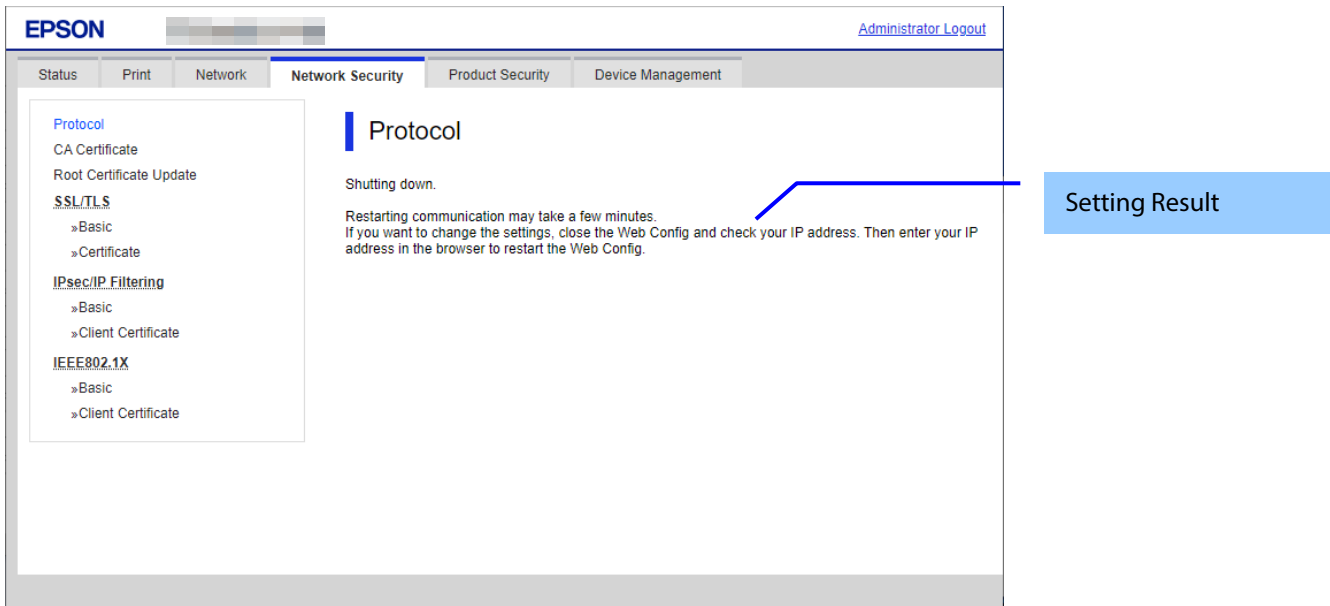 EPSON
Administrator Logout
Status Print Network Network Security Product Security Device Management
Protocol
CA Certificate
Root Certificate Update
SSL/TLS
»Basic
»Certificate
IPsec/IP Filtering
»Basic
»Client Certificate
IEEE802.1X
»Basic
»Client Certificate
Protocol
Shutting down.
Restarting communication may take a few minutes.
If you want to change the settings, close the Web Config and check your IP address. Then enter your IP
address in the browser to restart the Web Config.
Setting Result